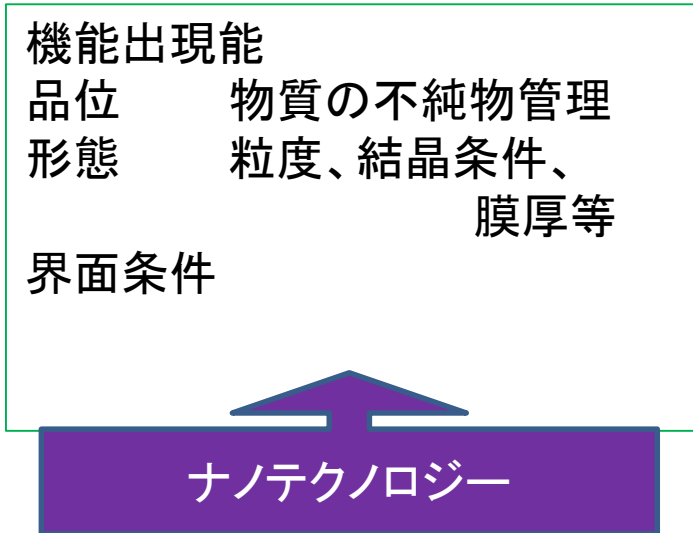 機能出現能
品位　　物質の不純物管理
形態　　粒度、結晶条件、
膜厚等
界面条件
ナノテクノロジー